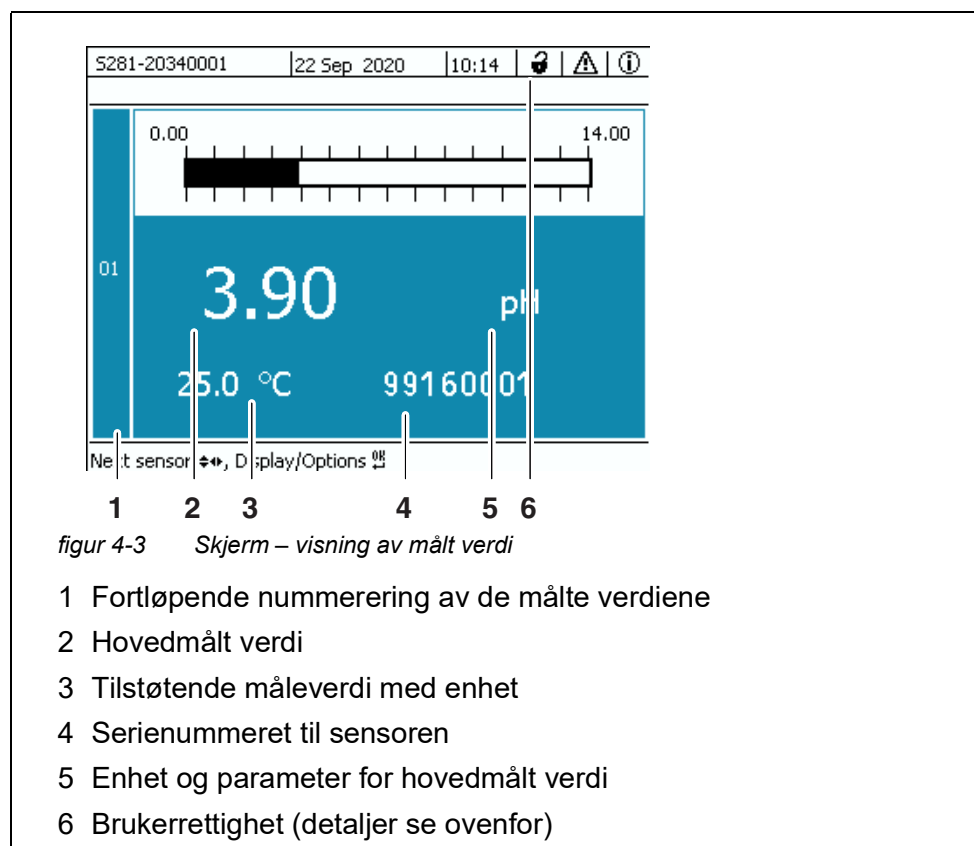 S281-20340001 22 Sep 2020 10:14
0.00 14.00
01
3.90 pH
25.0 °C 99160001
Next sensor, Display/Options OK
1 2 3 4 5 6
figur 4-3 Skjerm – visning av målt verdi
1 Fortløpende nummerering av de målte verdiene
2 Hovedmålt verdi
3 Tilstøtende måleverdi med enhet
4 Serienummeret til sensoren
5 Enhet og parameter for hovedmålt verdi
6 Brukerrettighet (detaljer se ovenfor)